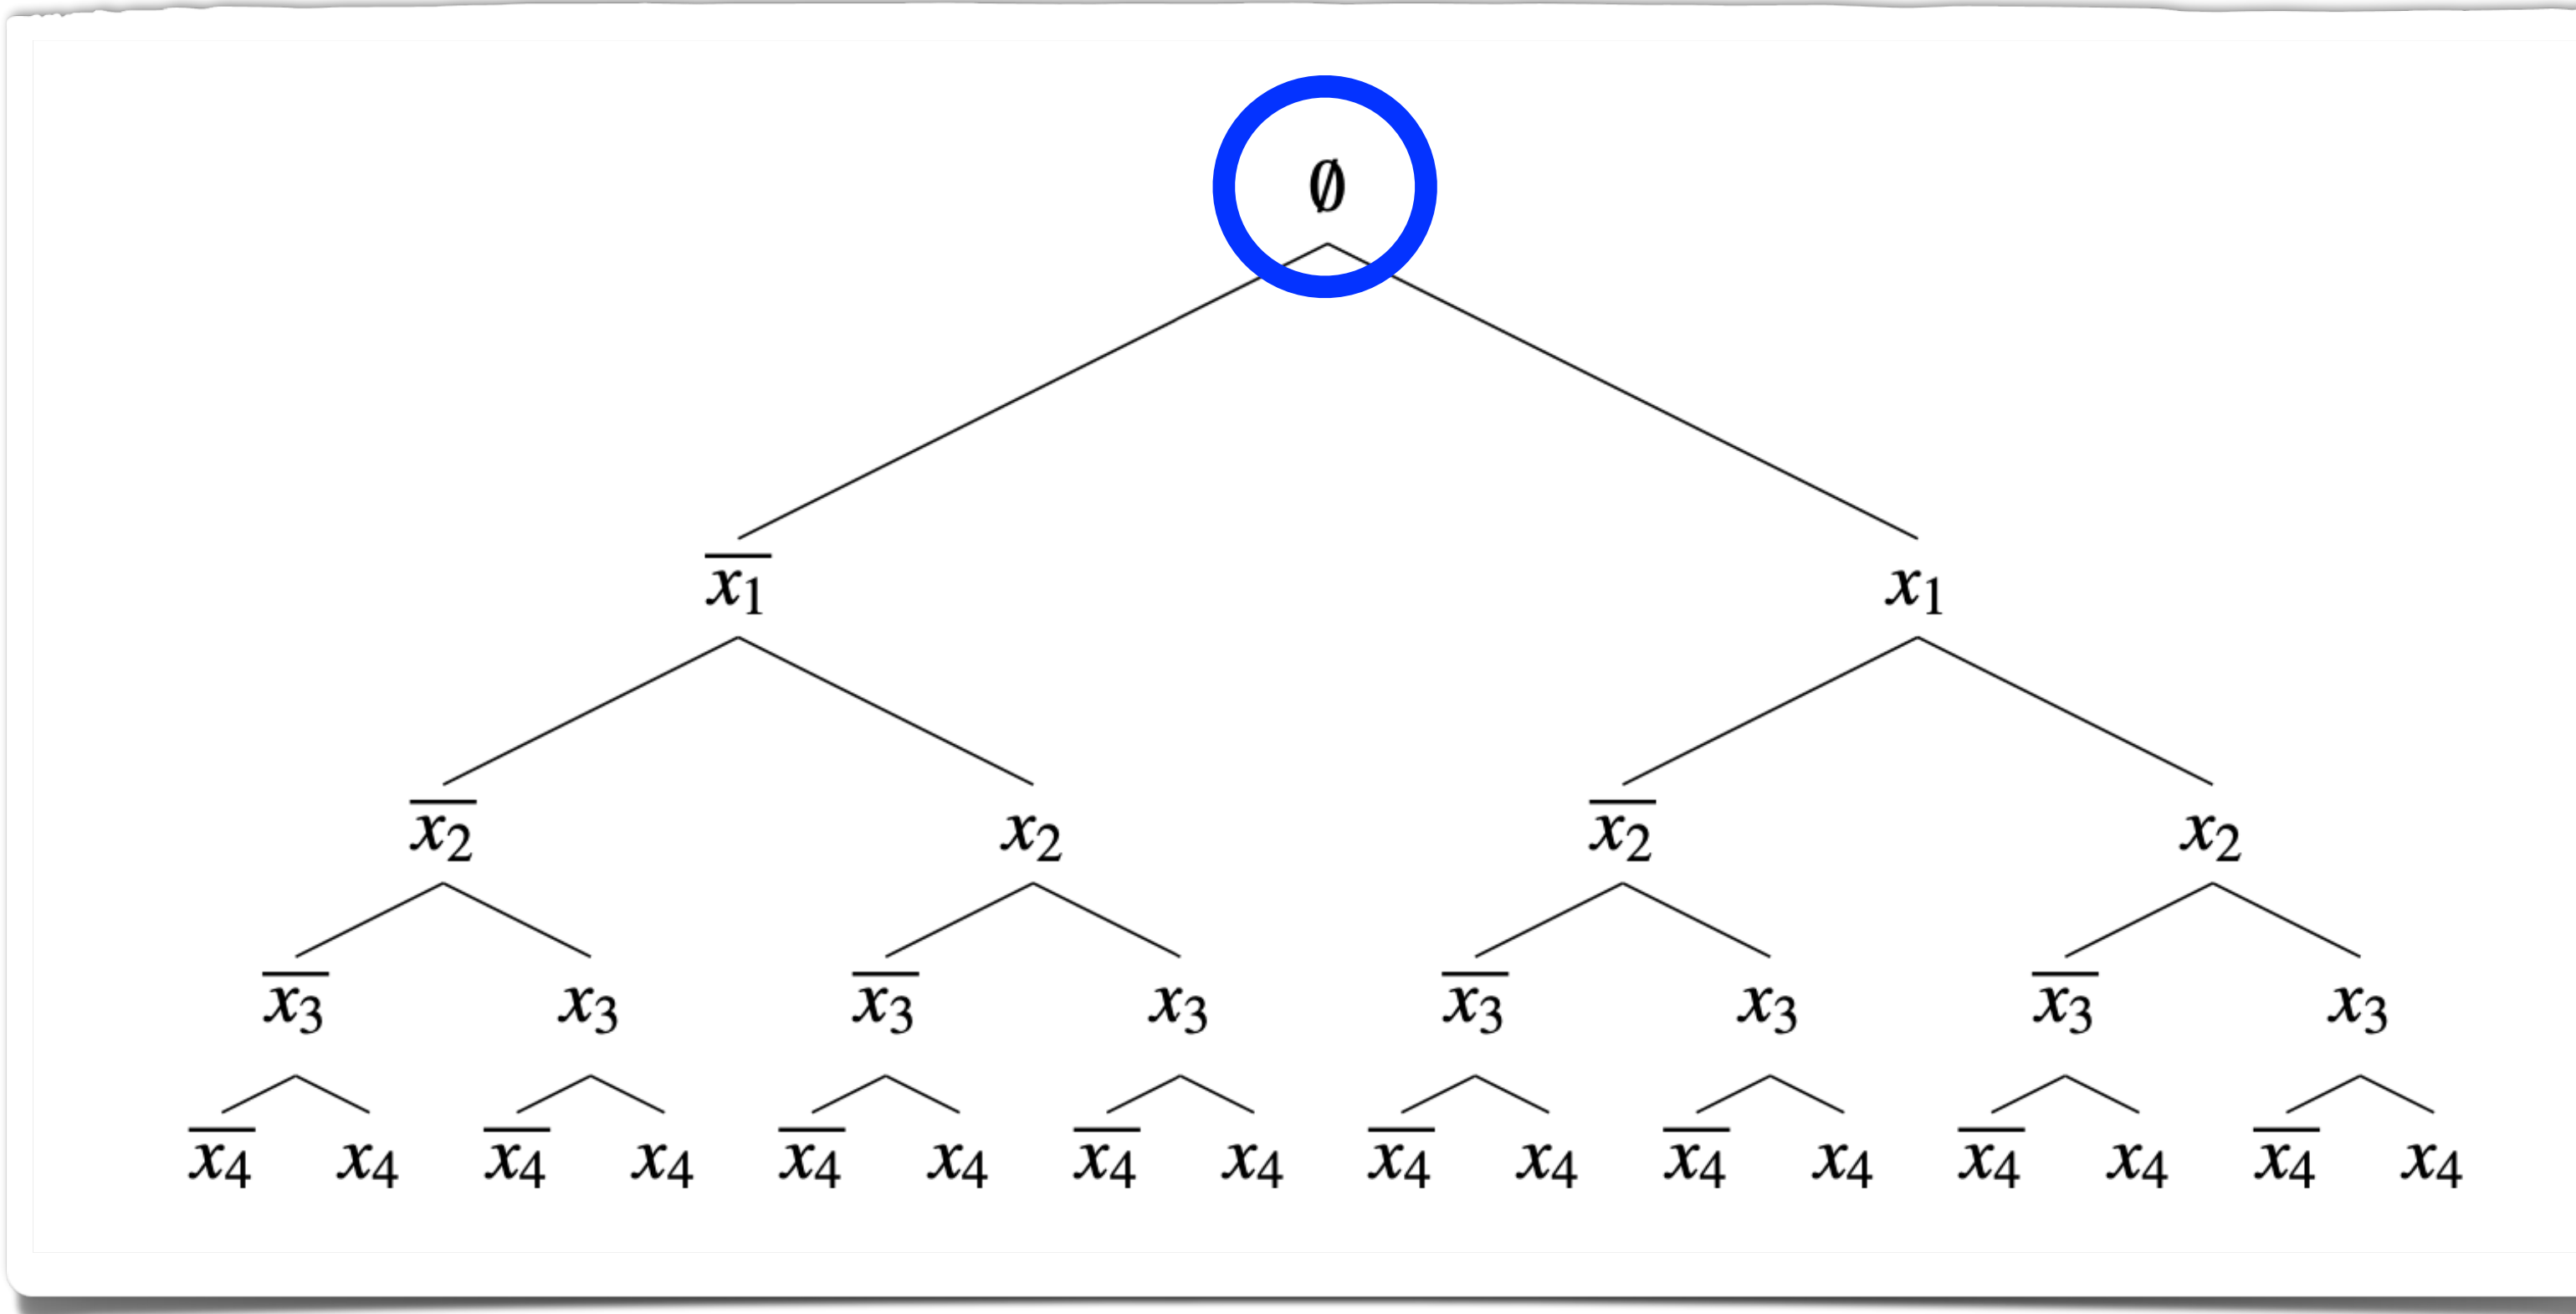 ∅
x̅₁ x₁
x̅₂ x₂ x̅₂ x₂
x̅₃ x₃ x̅₃ x₃ x̅₃ x₃ x̅₃ x₃
x̅₄ x₄ x̅₄ x₄ x̅₄ x₄ x̅₄ x₄ x̅₄ x₄ x̅₄ x₄ x̅₄ x₄ x̅₄ x₄